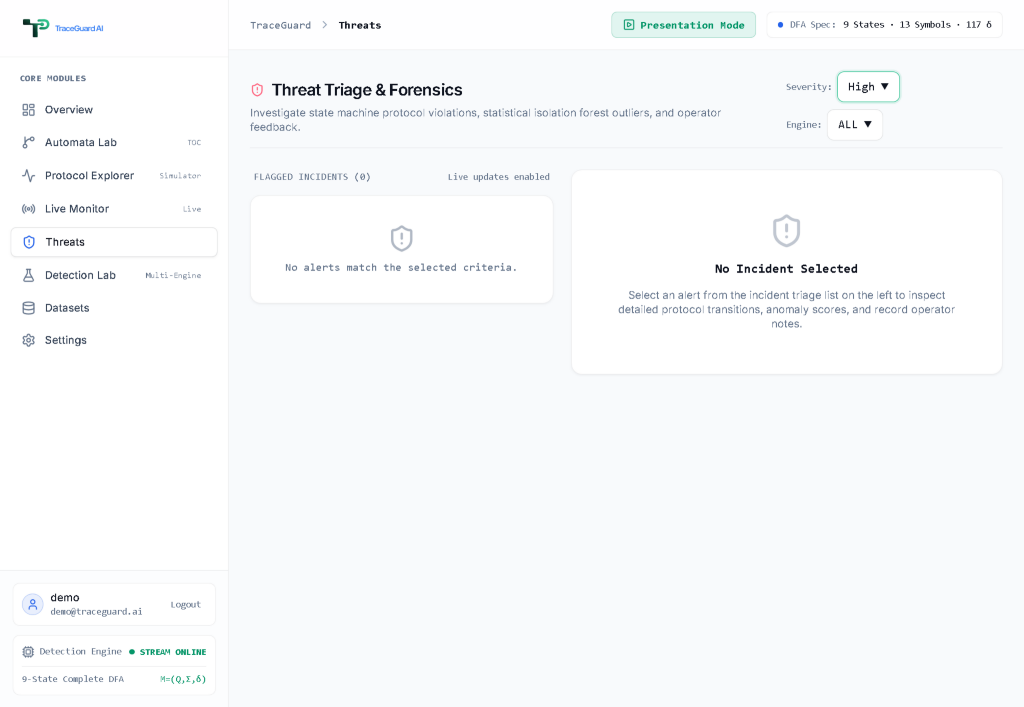 TraceGuard AI
CORE MODULES
Overview
Automata Lab TOC
Protocol Explorer Simulator
Live Monitor Live
Threats
Detection Lab Multi-Engine
Datasets
Settings
demo
demo@traceguard.ai
Logout
Detection Engine STREAM ONLINE
9-State Complete DFA M=(Q,Σ,δ)
TraceGuard > Threats
Presentation Mode
DFA Spec: 9 States · 13 Symbols · 117 δ
Threat Triage & Forensics
Investigate state machine protocol violations, statistical isolation forest outliers, and operator
feedback.
Severity: High ▼
Engine: ALL ▼
FLAGGED INCIDENTS (0) Live updates enabled
No alerts match the selected criteria.
No Incident Selected
Select an alert from the incident triage list on the left to inspect
detailed protocol transitions, anomaly scores, and record operator
notes.